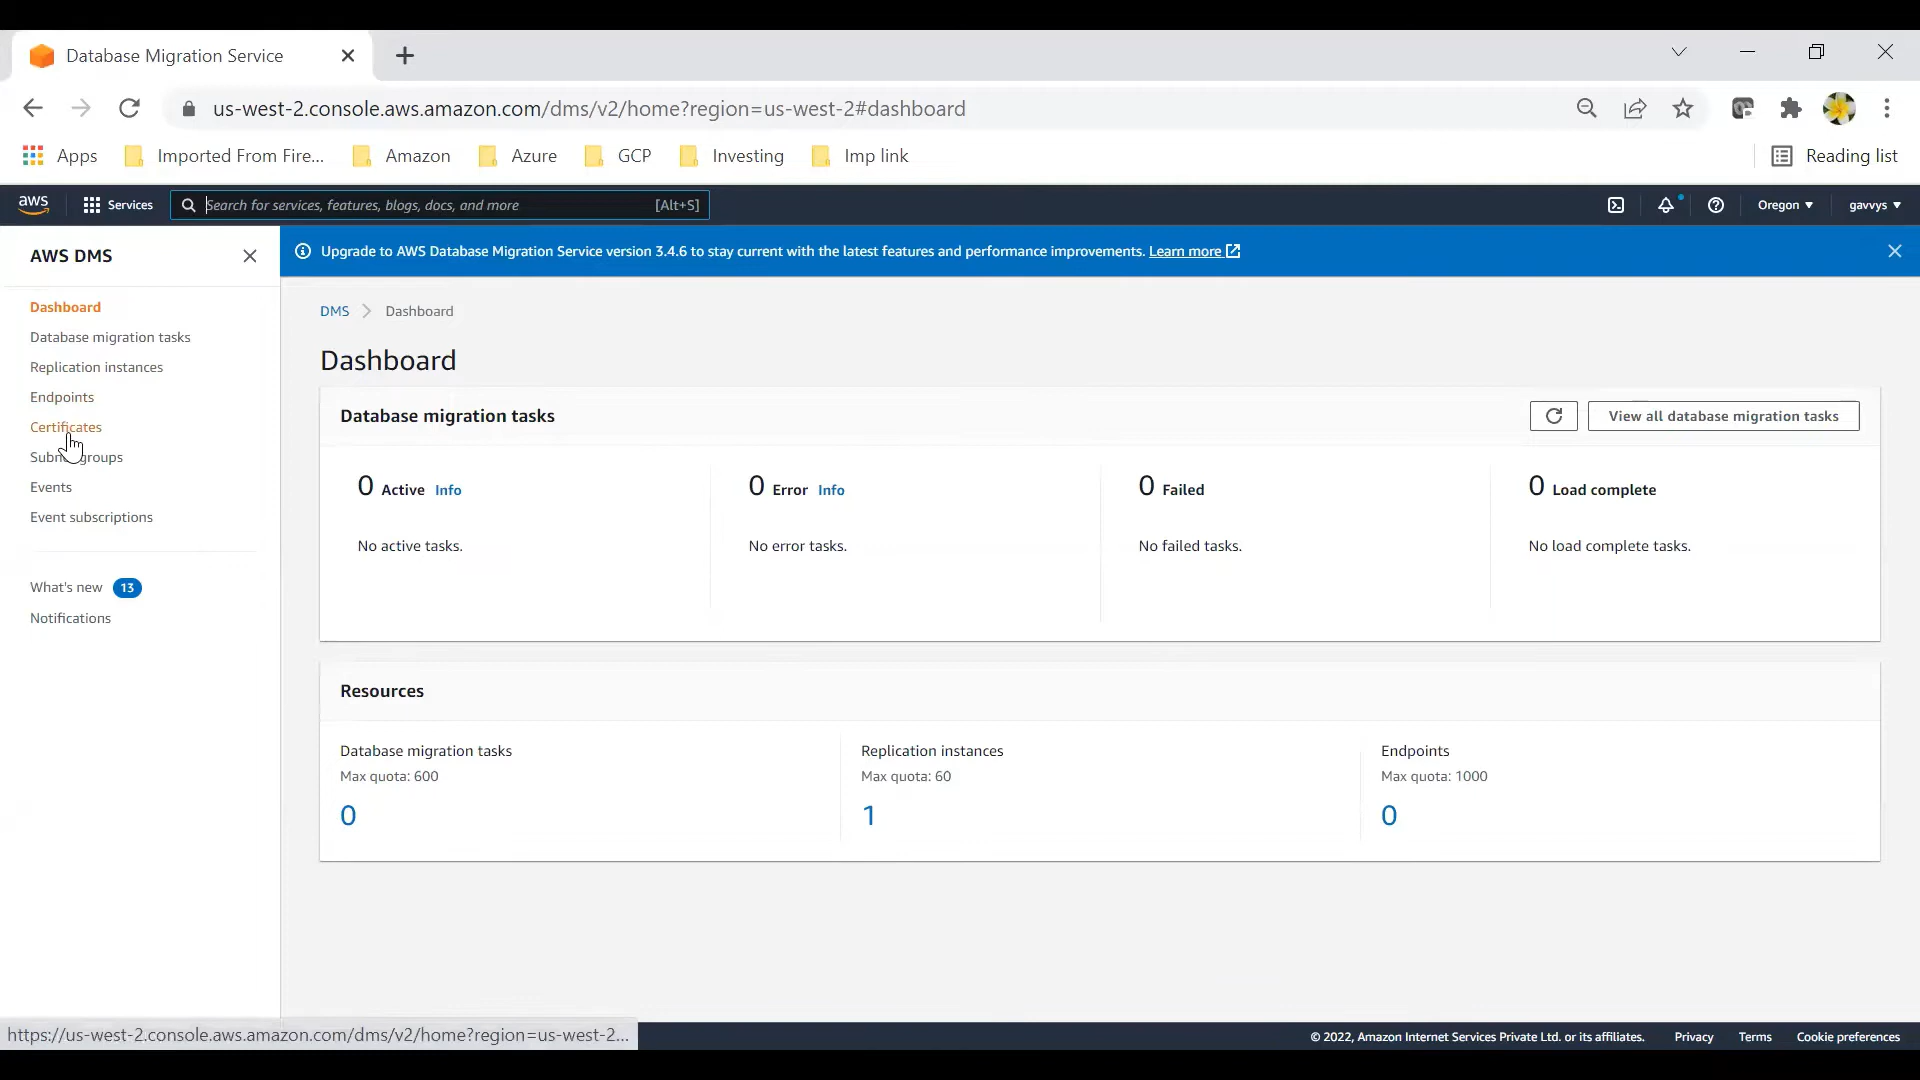 Database Migration Service
us-west-2.console.aws.amazon.com/dms/v2/home?region=us-west-2#dashboard
Apps
Imported From Fire...
Amazon
Azure
GCP
Investing
Imp link
Reading list
aws
Services
Search for services, features, blogs, docs, and more
[Alt+S]
Oregon
gavvys
AWS DMS
Upgrade to AWS Database Migration Service version 3.4.6 to stay current with the latest features and performance improvements. Learn more
Dashboard
Database migration tasks
Replication instances
Endpoints
Certificates
groups
Events
Event subscriptions
What's new 13
Notifications
DMS
Dashboard
Dashboard
Database migration tasks
View all database migration tasks
0 Active Info
No active tasks.
0 Error Info
No error tasks.
0 Failed
No failed tasks.
0 Load complete
No load complete tasks.
Resources
Database migration tasks
Max quota: 600
0
Replication instances
Max quota: 60
1
Endpoints
Max quota: 1000
0
https://us-west-2.console.aws.amazon.com/dms/v2/home?region=us-west-2...
© 2022, Amazon Internet Services Private Ltd. or its affiliates.
Privacy
Terms
Cookie preferences